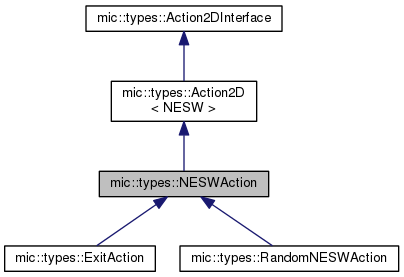 mic::types::Action2DInterface
mic::types::Action2D
< NESW >
mic::types::NESWAction
mic::types::ExitAction
mic::types::RandomNESWAction